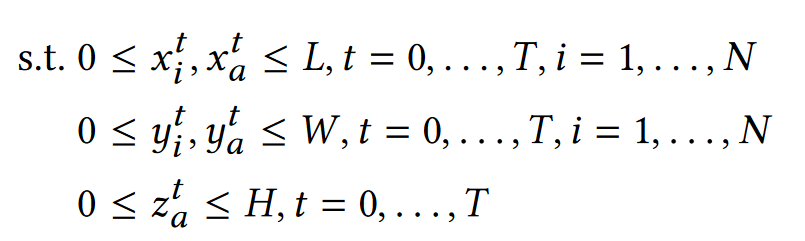 s.t. 0 ≤ x_i^t, x_a^t ≤ L, t = 0, . . . , T, i = 1, . . . , N
0 ≤ y_i^t, y_a^t ≤ W, t = 0, . . . , T, i = 1, . . . , N
0 ≤ z_a^t ≤ H, t = 0, . . . , T